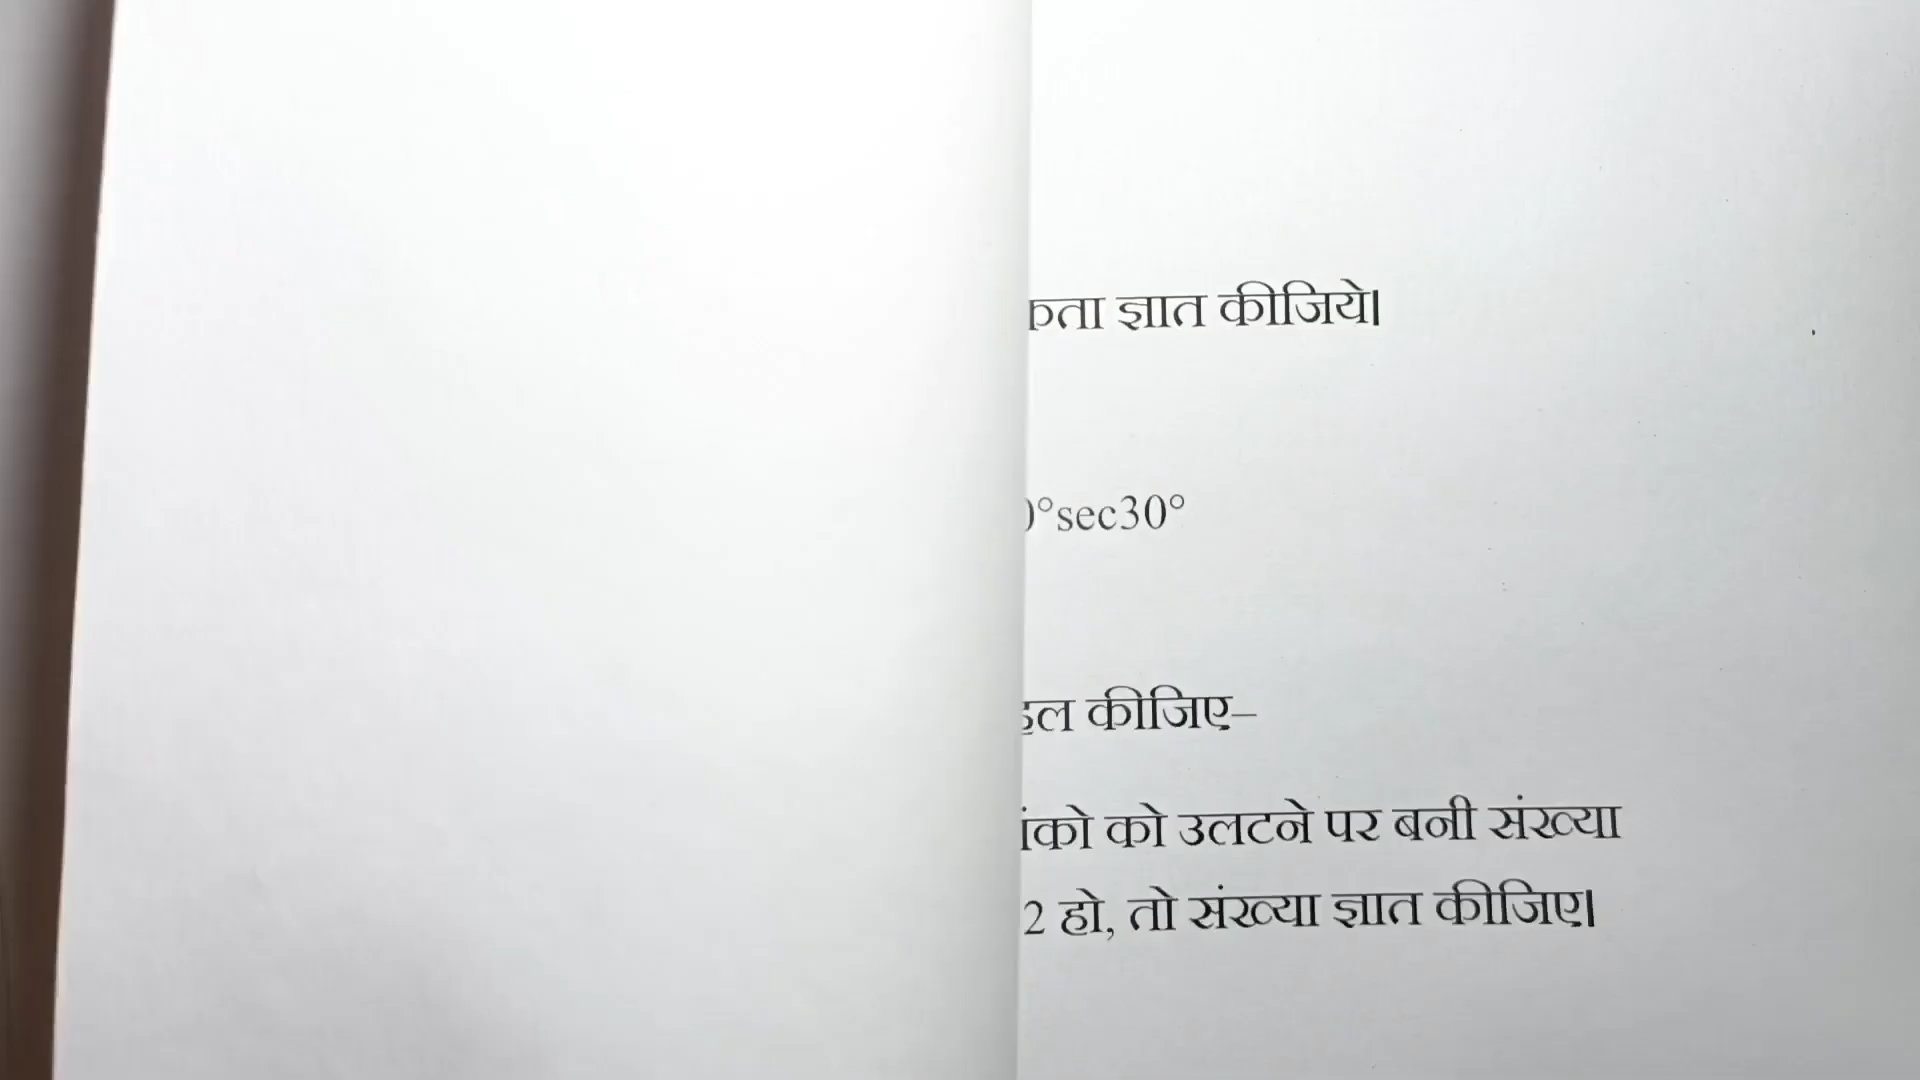 ज्ञात कीजिये।
°sec30°
कीजिए–
को उलटने पर बनी संख्या
2 हो, तो संख्या ज्ञात कीजिए।